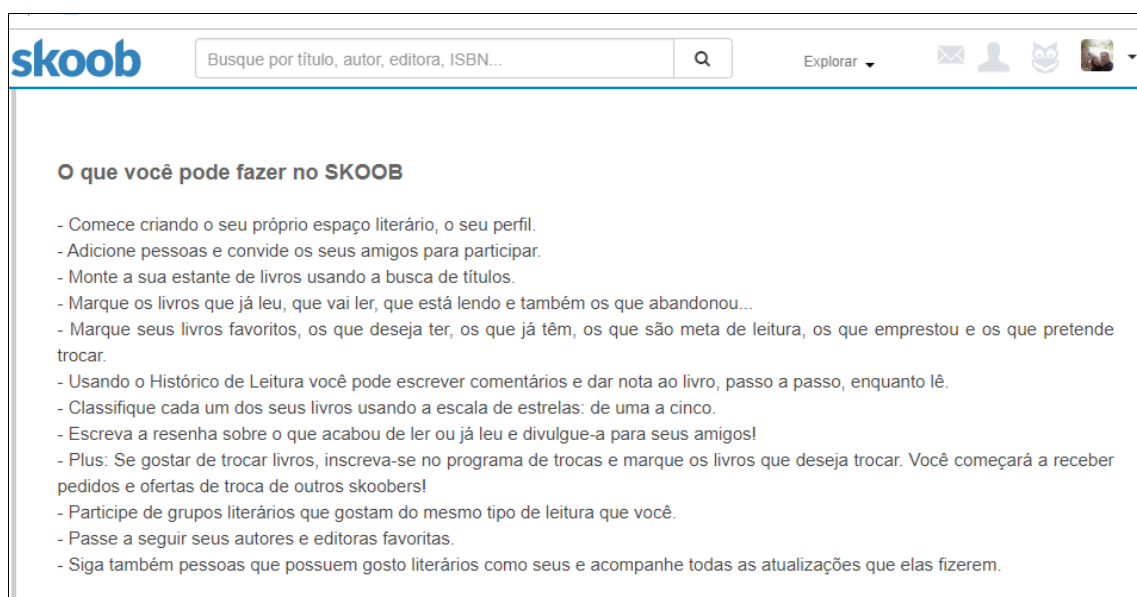 skoob
Busque por título, autor, editora, ISBN...
Explorar
O que você pode fazer no SKOOB
- Comece criando o seu próprio espaço literário, o seu perfil.
- Adicione pessoas e convide os seus amigos para participar.
- Monte a sua estante de livros usando a busca de títulos.
- Marque os livros que já leu, que vai ler, que está lendo e também os que abandonou...
- Marque seus livros favoritos, os que deseja ter, os que já têm, os que são meta de leitura, os que emprestou e os que pretende
trocar.
- Usando o Histórico de Leitura você pode escrever comentários e dar nota ao livro, passo a passo, enquanto lê.
- Classifique cada um dos seus livros usando a escala de estrelas: de uma a cinco.
- Escreva a resenha sobre o que acabou de ler ou já leu e divulgue-a para seus amigos!
- Plus: Se gostar de trocar livros, inscreva-se no programa de trocas e marque os livros que deseja trocar. Você começará a receber
pedidos e ofertas de troca de outros skoobers!
- Participe de grupos literários que gostam do mesmo tipo de leitura que você.
- Passe a seguir seus autores e editoras favoritas.
- Siga também pessoas que possuem gosto literários como seus e acompanhe todas as atualizações que elas fizerem.